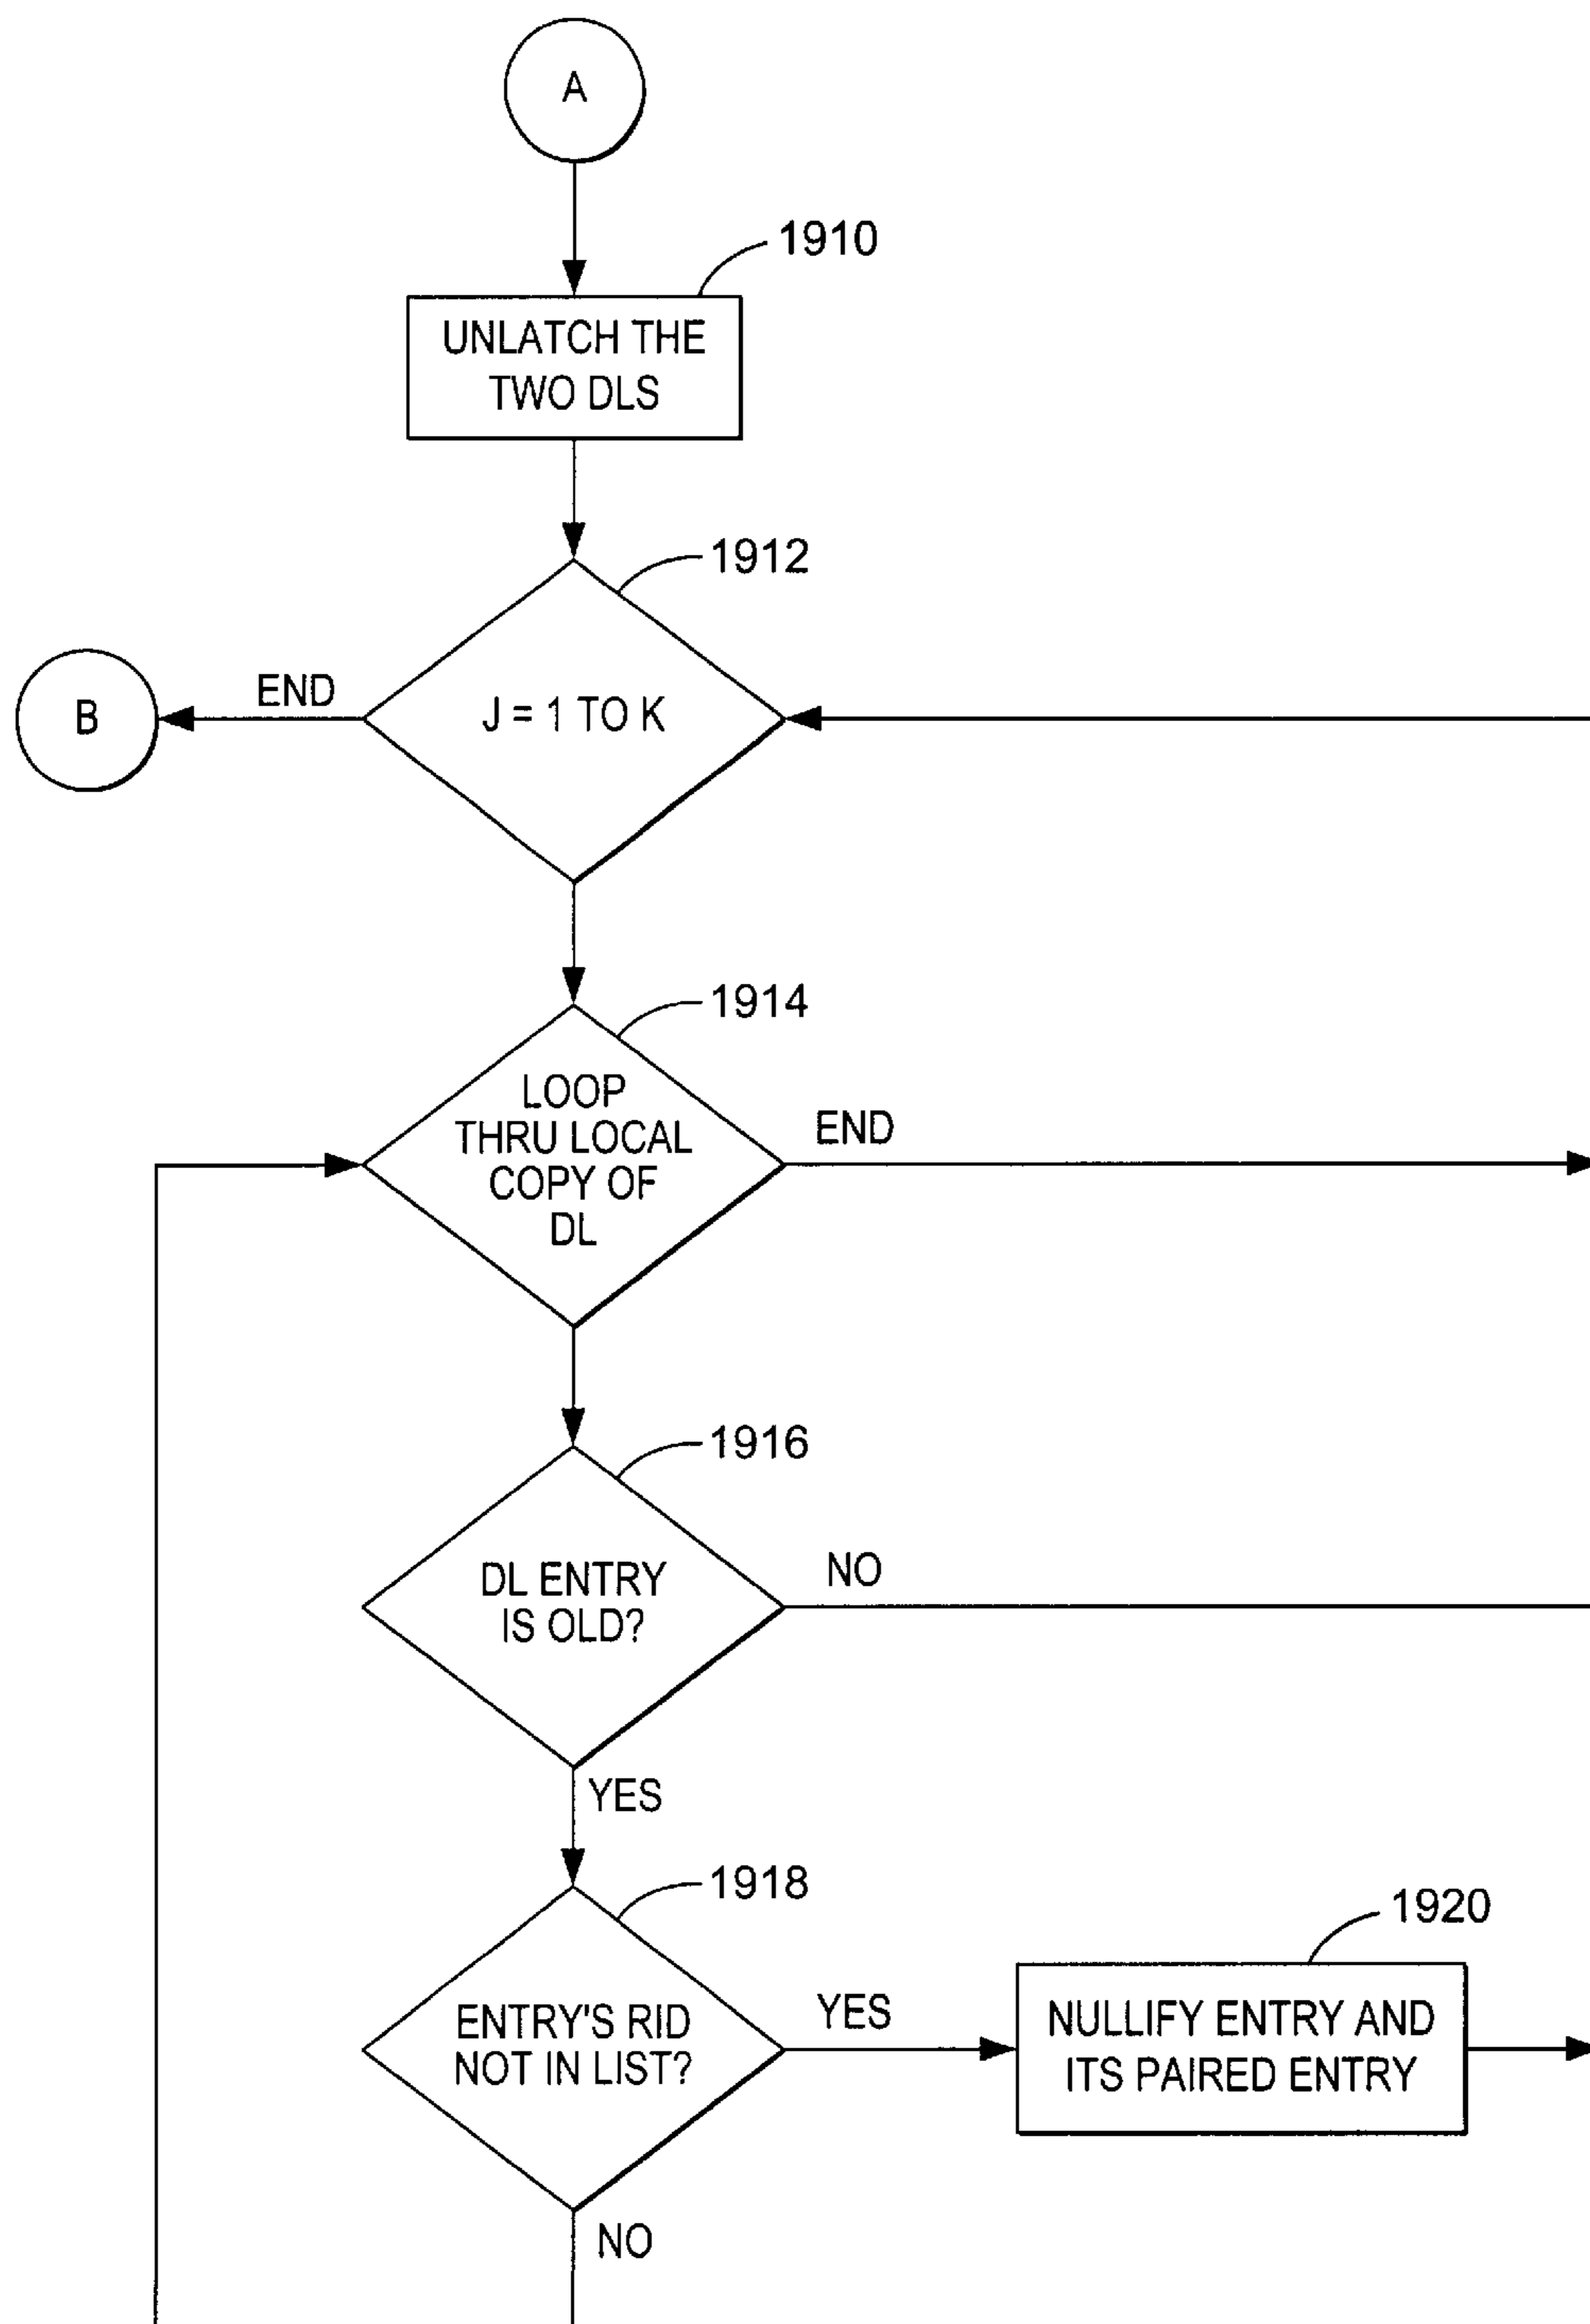 A
1910
UNLATCH THE
TWO DLS
1912
END
B
J = 1 TO K
1914
LOOP
THRU LOCAL
COPY OF
DL
END
1916
DL ENTRY
IS OLD?
NO
YES
1918
1920
ENTRY'S RID
NOT IN LIST?
YES
NULLIFY ENTRY AND
ITS PAIRED ENTRY
NO